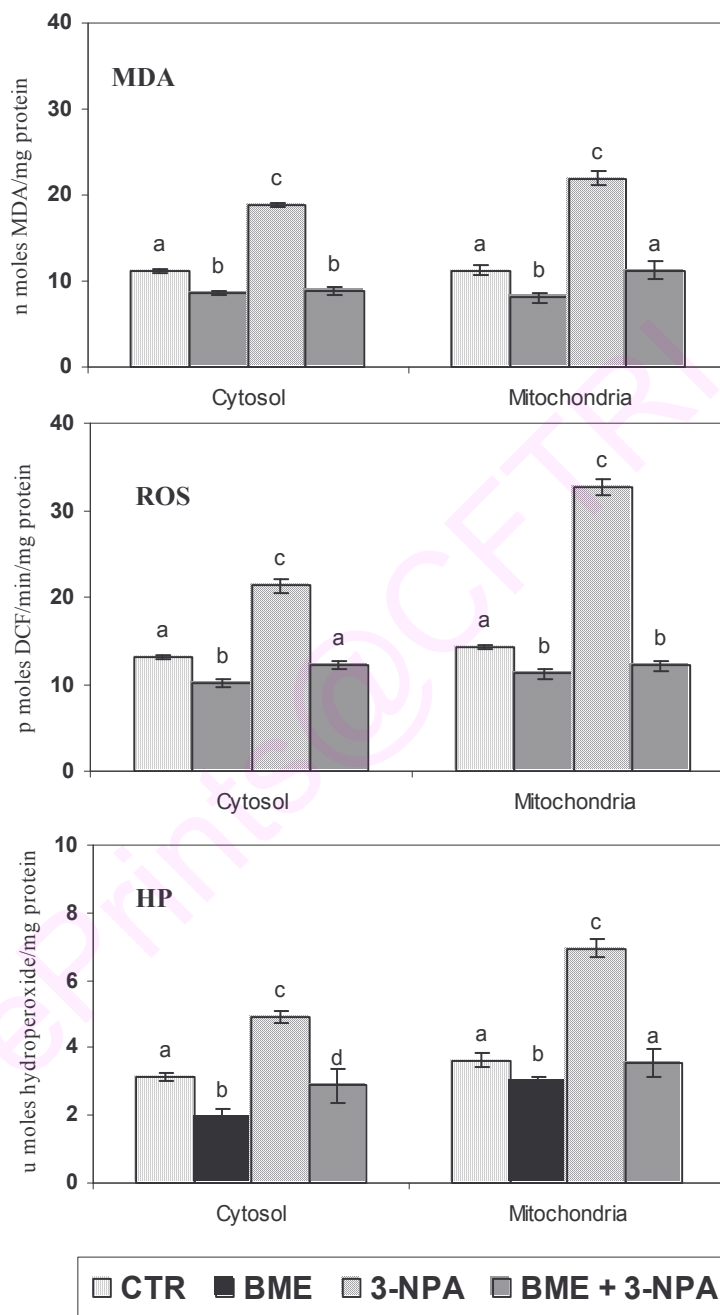 40
MDA
30
20
10
0
n moles MDA/mg protein
a b c b a b c a
Cytosol Mitochondria
40
ROS
30
20
10
0
p moles DCF/min/mg protein
a b c a a b c b
Cytosol Mitochondria
10
HP
8
6
4
2
0
u moles hydroperoxide/mg protein
a b c d a b c a
Cytosol Mitochondria
CTR BME 3-NPA BME + 3-NPA
ePrints@CFTRI